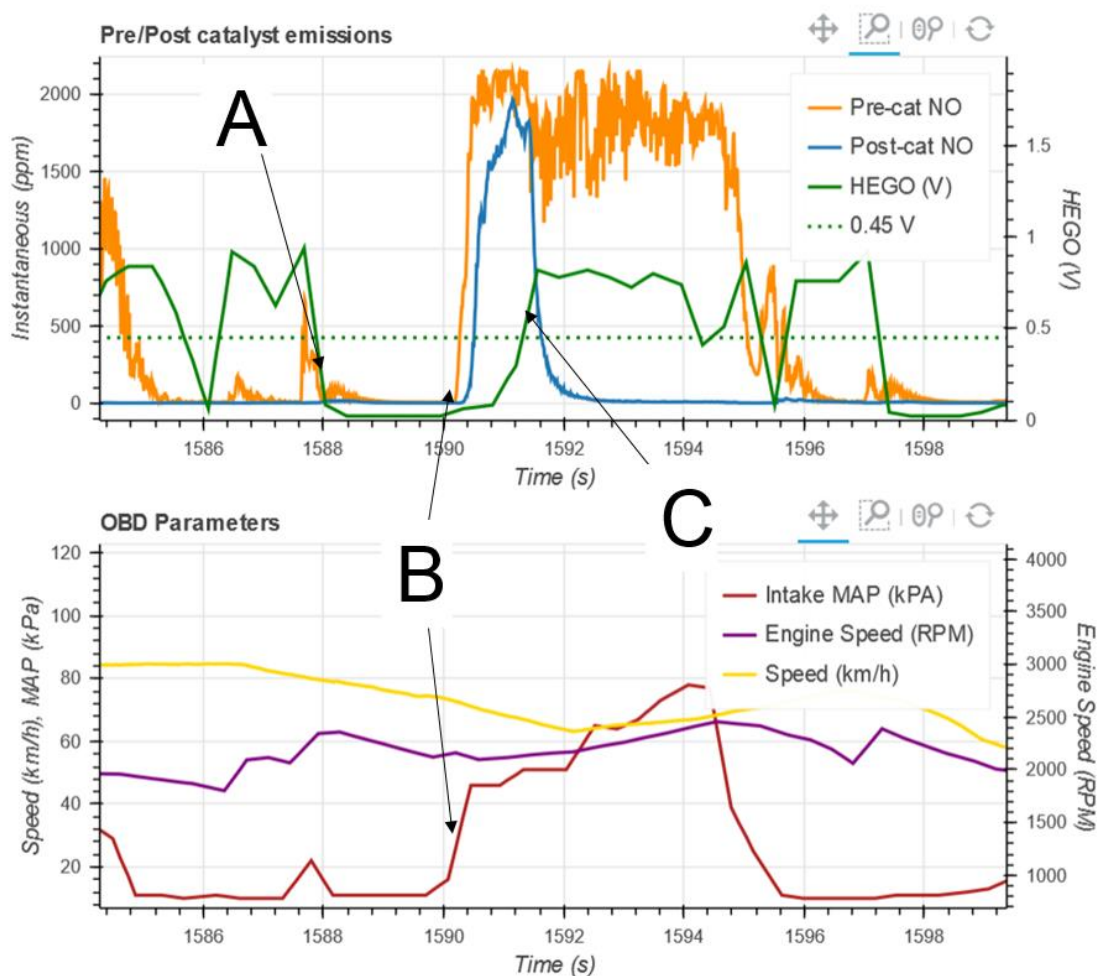 Pre/Post catalyst emissions
A
Pre-cat NO
Post-cat NO
HEGO (V)
0.45 V
2000
1500
1000
500
0
Instantaneous (ppm)
1.5
1
0.5
0
HEGO (V)
1586
1588
1590
1592
1594
1596
1598
Time (s)
C
B
OBD Parameters
Intake MAP (kPA)
Engine Speed (RPM)
Speed (km/h)
120
100
80
60
40
20
Speed (km/h), MAP (kPa)
4000
3500
3000
2500
2000
1500
1000
Engine Speed (RPM)
1586
1588
1590
1592
1594
1596
1598
Time (s)